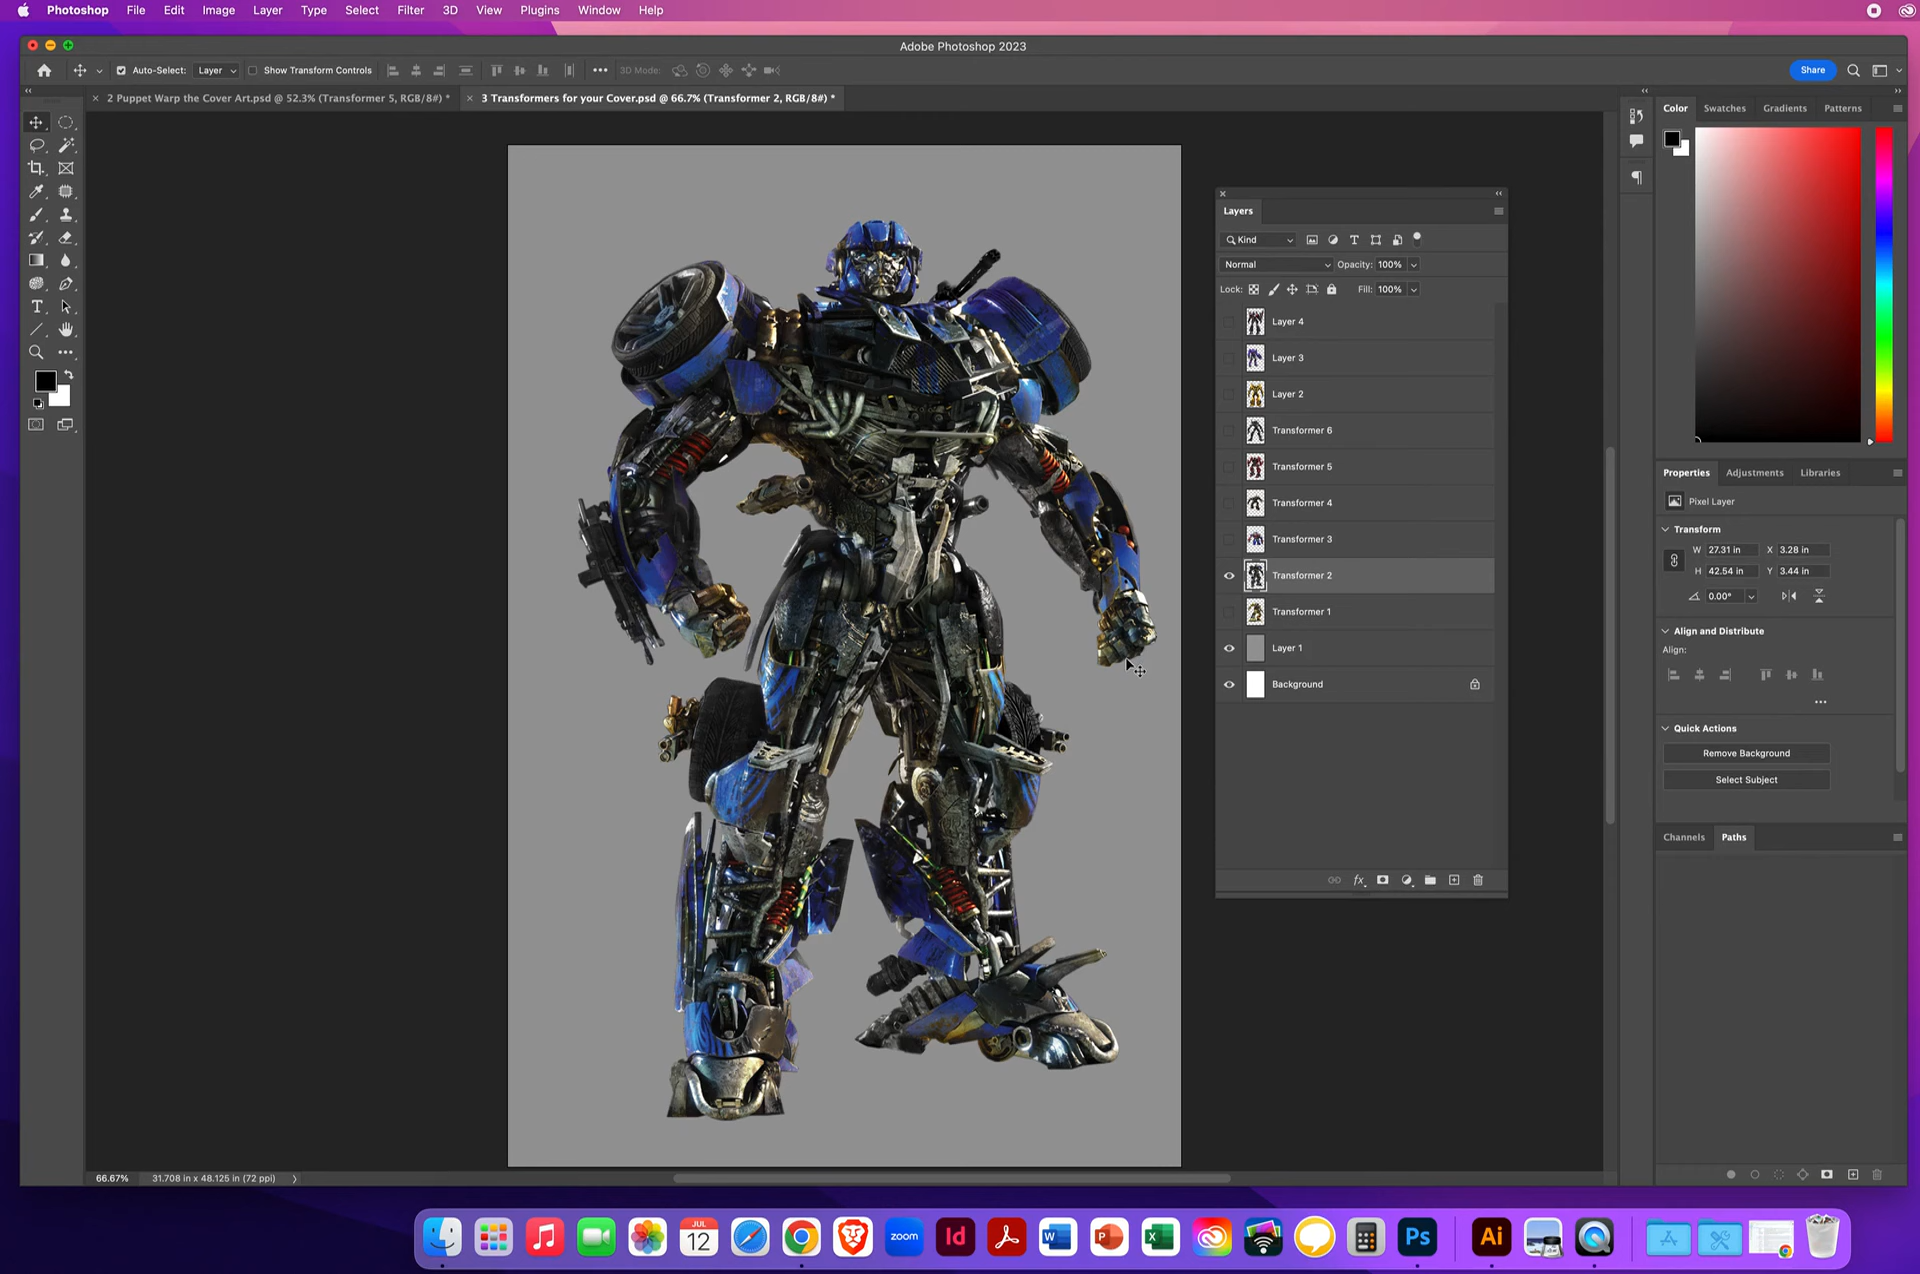 Photoshop File Edit Image Layer Type Select Filter 3D View Plugins Window Help
Adobe Photoshop 2023
Auto-Select: Layer Show Transform Controls 3D Mode: Share
2 Puppet Warp the Cover Art.psd @ 52.3% (Transformer 5, RGB/8#) *
3 Transformers for your Cover.psd @ 66.7% (Transformer 2, RGB/8#) *
Layers
Kind
Normal Opacity: 100%
Lock: Fill: 100%
Layer 4
Layer 3
Layer 2
Transformer 6
Transformer 5
Transformer 4
Transformer 3
Transformer 2
Transformer 1
Layer 1
Background
fx
Color Swatches Gradients Patterns
Properties Adjustments Libraries
Pixel Layer
Transform
W 27.31 in X 3.28 in
H 42.54 in Y 3.44 in
0.00°
Align and Distribute
Align:
Quick Actions
Remove Background
Select Subject
Channels Paths
66.67% 31.708 in x 48.125 in (72 ppi)
JUL
12
zoom
Id
W
P
X
Ps
Ai